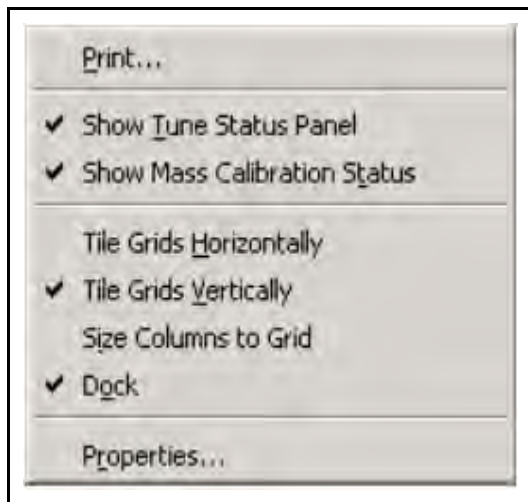 Print...
Show Tune Status Panel
Show Mass Calibration Status
Tile Grids Horizontally
Tile Grids Vertically
Size Columns to Grid
Dock
Properties...